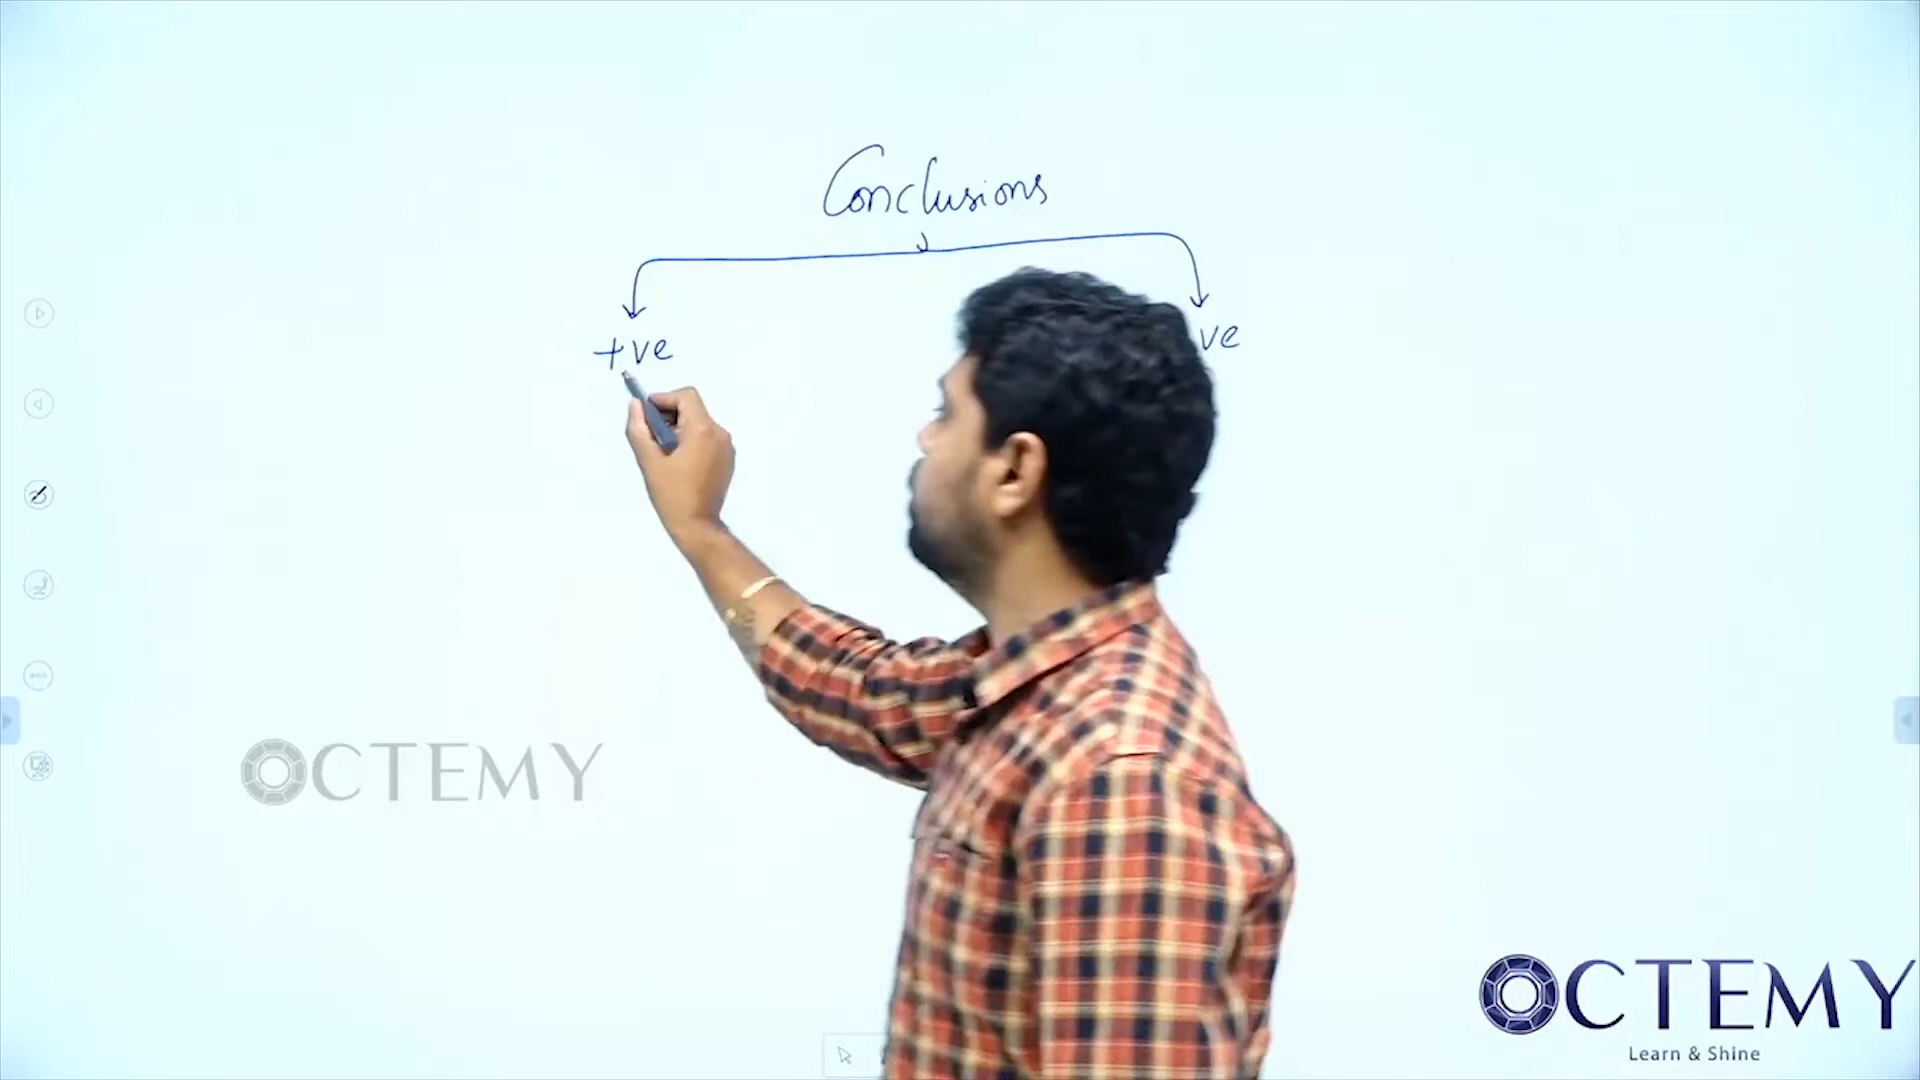 Conclusions
+ve
ve
OCTEMY
OCTEMY
Learn & Shine